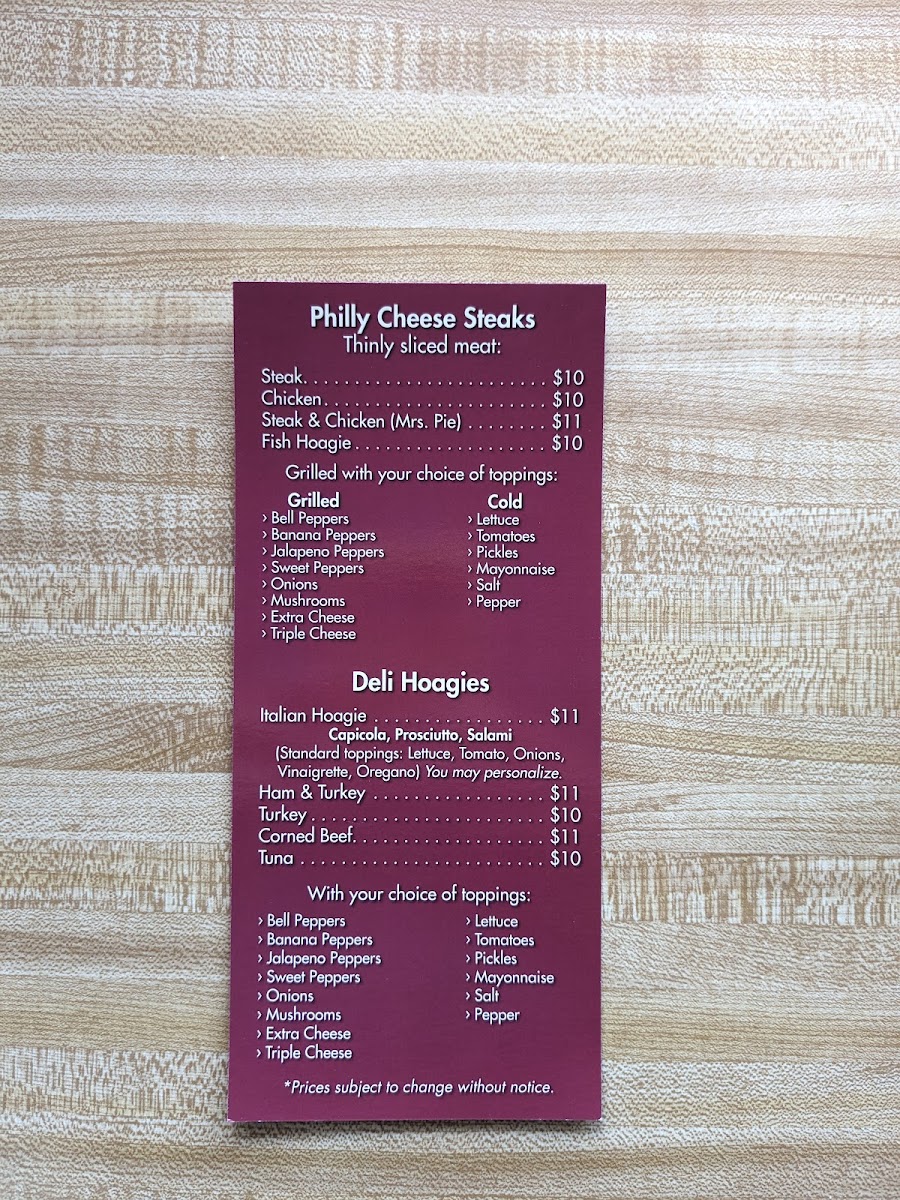 Philly Cheese Steaks
Thinly sliced meat:
Steak. . . . . . . . . . . . . . . . . . . . . . . . $10
Chicken. . . . . . . . . . . . . . . . . . . . . . $10
Steak & Chicken (Mrs. Pie) . . . . . . . . $11
Fish Hoagie. . . . . . . . . . . . . . . . . . . $10
Grilled with your choice of toppings:
Grilled
› Bell Peppers
› Banana Peppers
› Jalapeno Peppers
› Sweet Peppers
› Onions
› Mushrooms
› Extra Cheese
› Triple Cheese
Cold
› Lettuce
› Tomatoes
› Pickles
› Mayonnaise
› Salt
› Pepper
Deli Hoagies
Italian Hoagie . . . . . . . . . . . . . . . . . $11
Capicola, Prosciutto, Salami
(Standard toppings: Lettuce, Tomato, Onions,
Vinaigrette, Oregano) You may personalize.
Ham & Turkey . . . . . . . . . . . . . . . . . $11
Turkey . . . . . . . . . . . . . . . . . . . . . . . $10
Corned Beef. . . . . . . . . . . . . . . . . . . $11
Tuna . . . . . . . . . . . . . . . . . . . . . . . . $10
With your choice of toppings:
› Bell Peppers
› Banana Peppers
› Jalapeno Peppers
› Sweet Peppers
› Onions
› Mushrooms
› Extra Cheese
› Triple Cheese
› Lettuce
› Tomatoes
› Pickles
› Mayonnaise
› Salt
› Pepper
*Prices subject to change without notice.